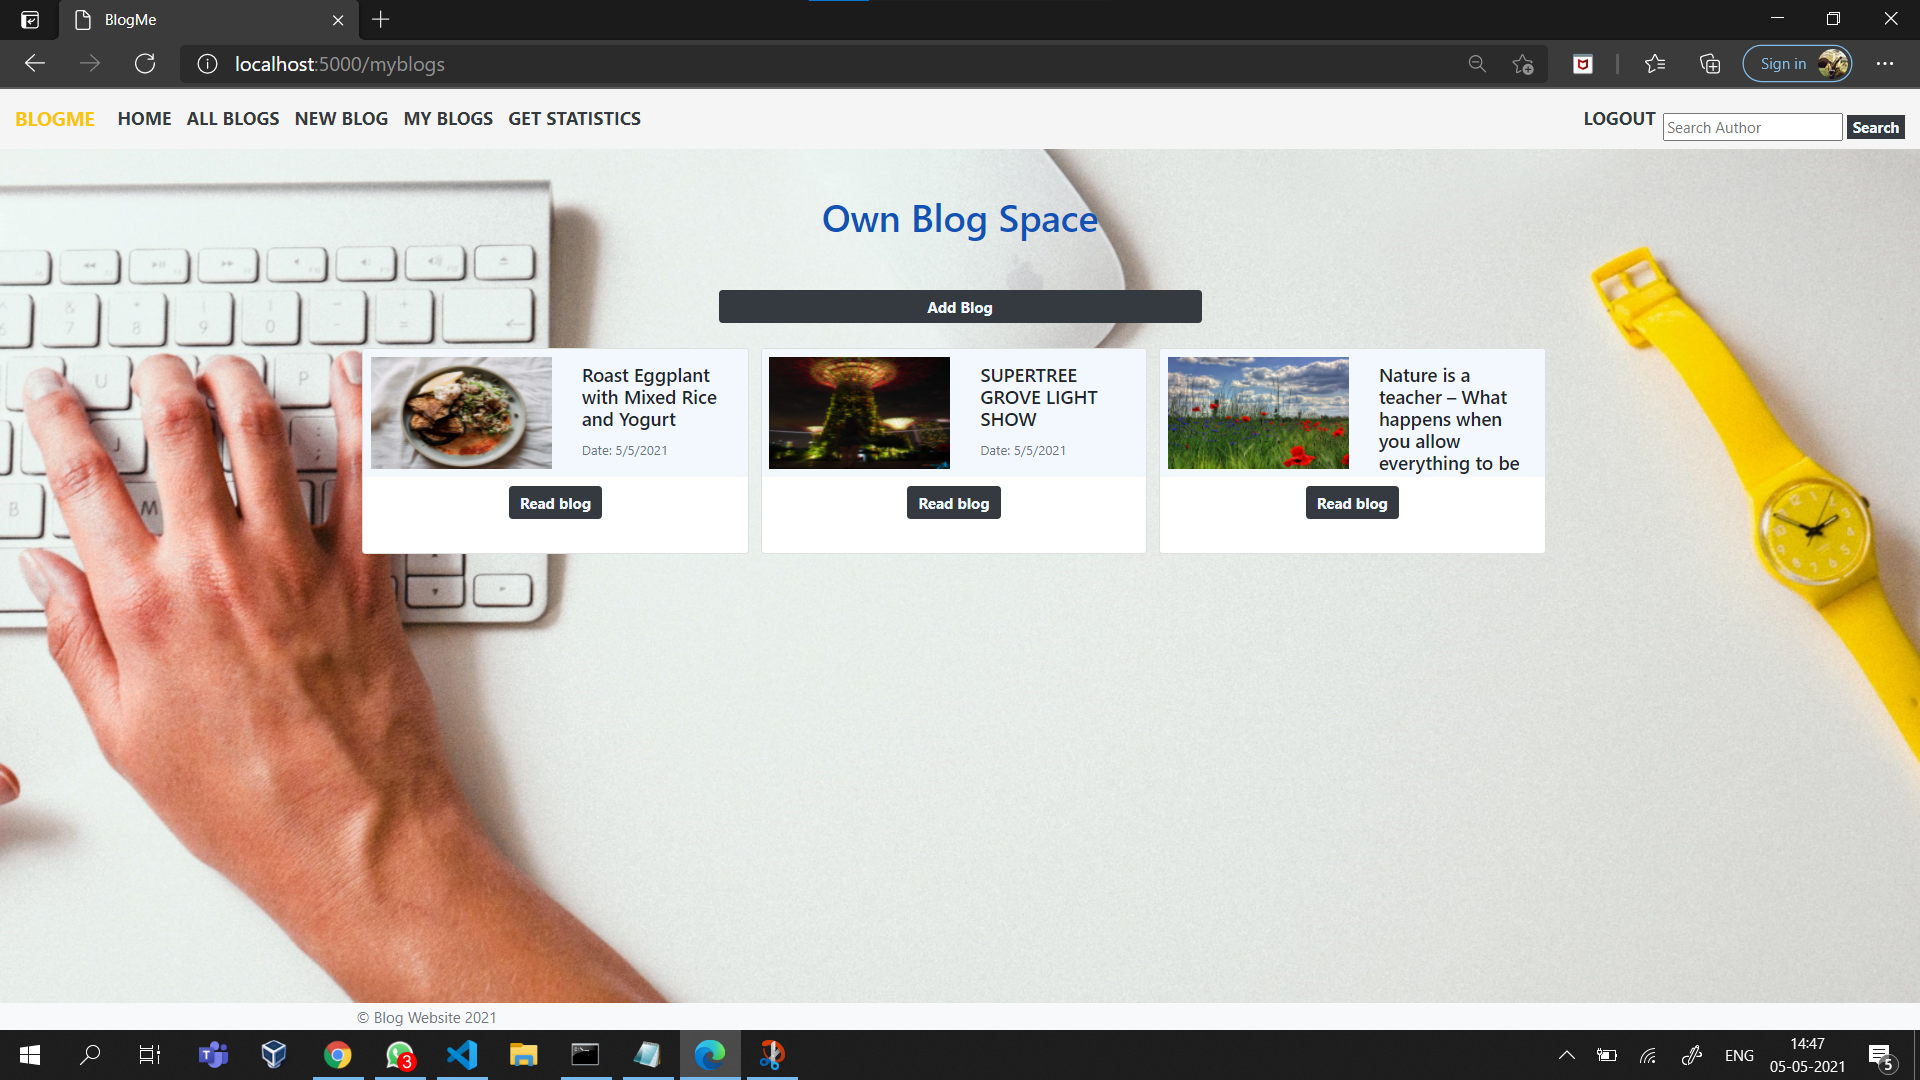 BlogMe
localhost:5000/myblogs
Sign in
BLOGME HOME ALL BLOGS NEW BLOG MY BLOGS GET STATISTICS LOGOUT Search Author Search
Own Blog Space
Add Blog
Roast Eggplant
with Mixed Rice
and Yogurt
Date: 5/5/2021
Read blog
SUPERTREE
GROVE LIGHT
SHOW
Date: 5/5/2021
Read blog
Nature is a
teacher – What
happens when
you allow
everything to be
Read blog
© Blog Website 2021
3
ENG
14:47
05-05-2021
5